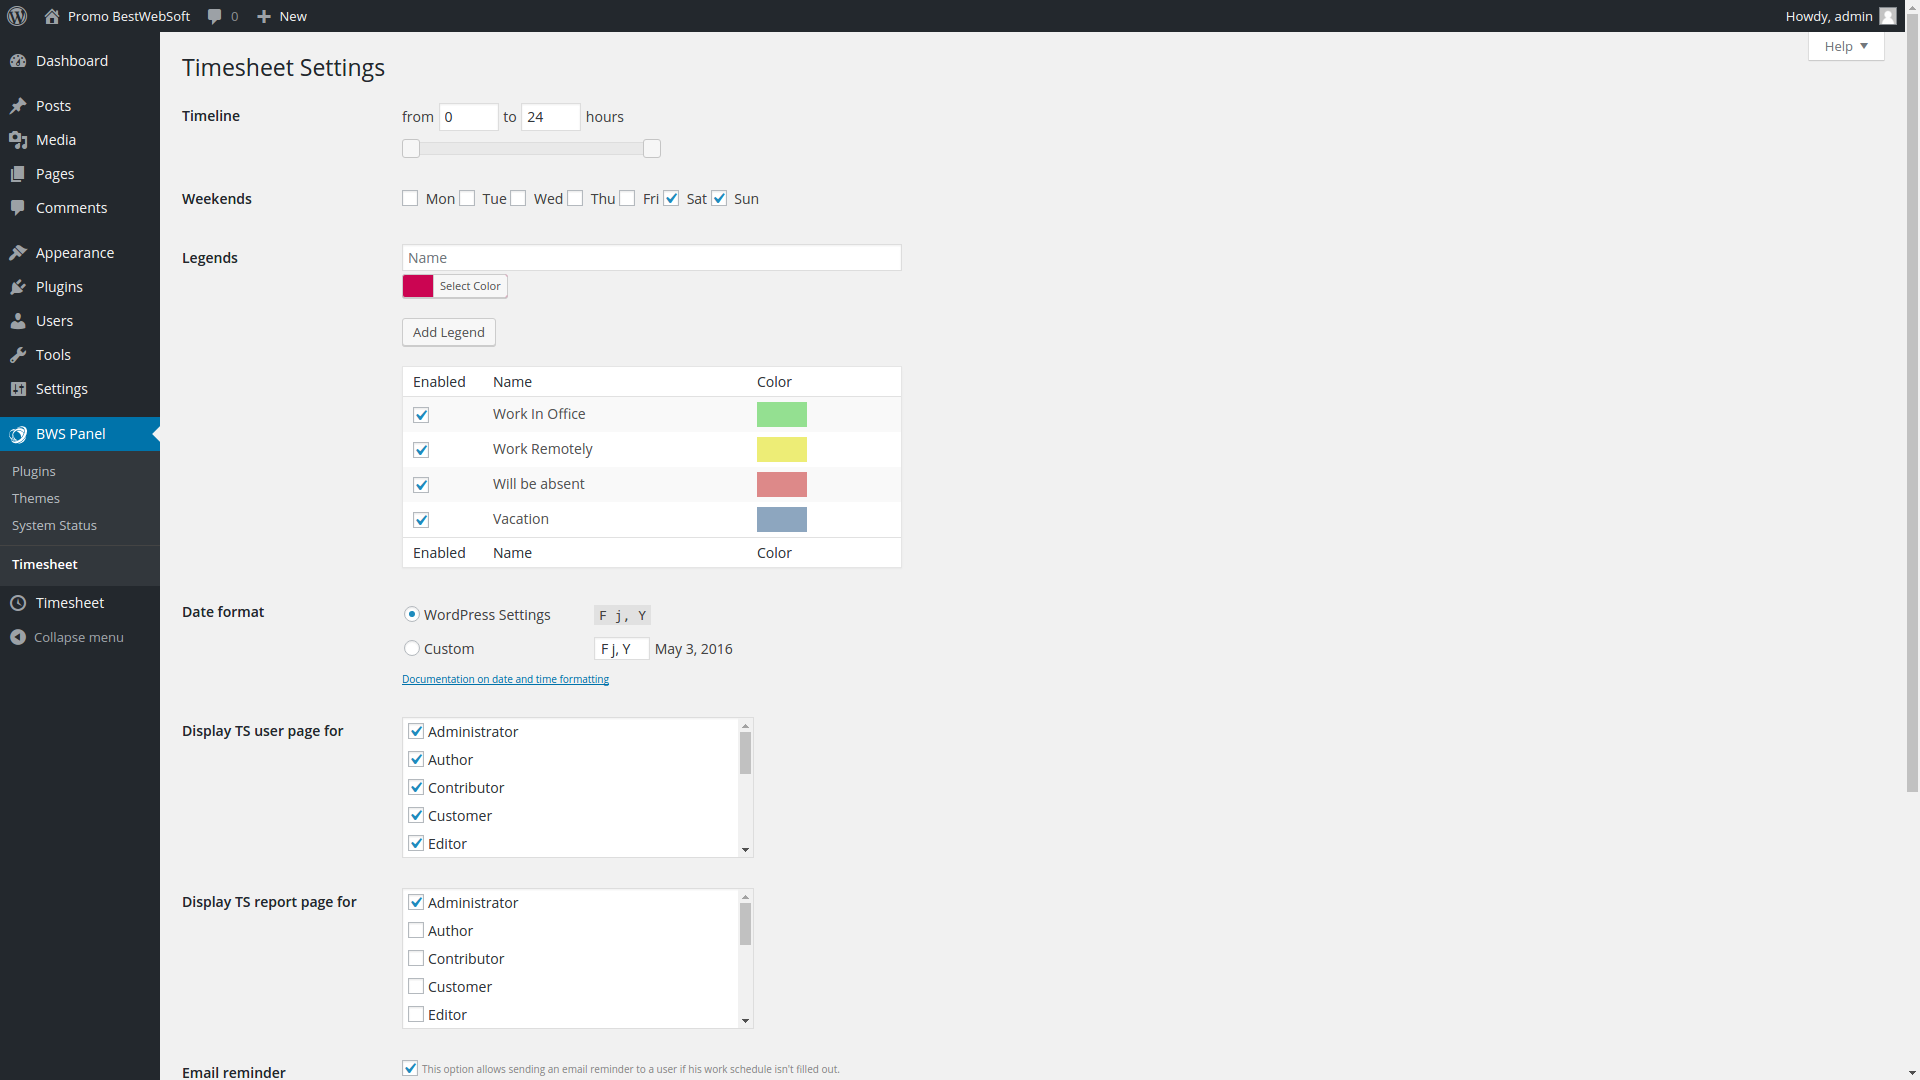 Promo BestWebSoft 0 New Howdy, admin
Help
Dashboard
Posts
Media
Pages
Comments
Appearance
Plugins
Users
Tools
Settings
BWS Panel
Plugins
Themes
System Status
Timesheet
Timesheet
Collapse menu
Timesheet Settings
Timeline from 0 to 24 hours
Weekends Mon Tue Wed Thu Fri Sat Sun
Legends Name
Select Color
Add Legend
Enabled Name Color
Work In Office
Work Remotely
Will be absent
Vacation
Enabled Name Color
Date format WordPress Settings F j, Y
Custom F j, Y May 3, 2016
Documentation on date and time formatting
Display TS user page for Administrator
Author
Contributor
Customer
Editor
Display TS report page for Administrator
Author
Contributor
Customer
Editor
Email reminder This option allows sending an email reminder to a user if his work schedule isn't filled out.